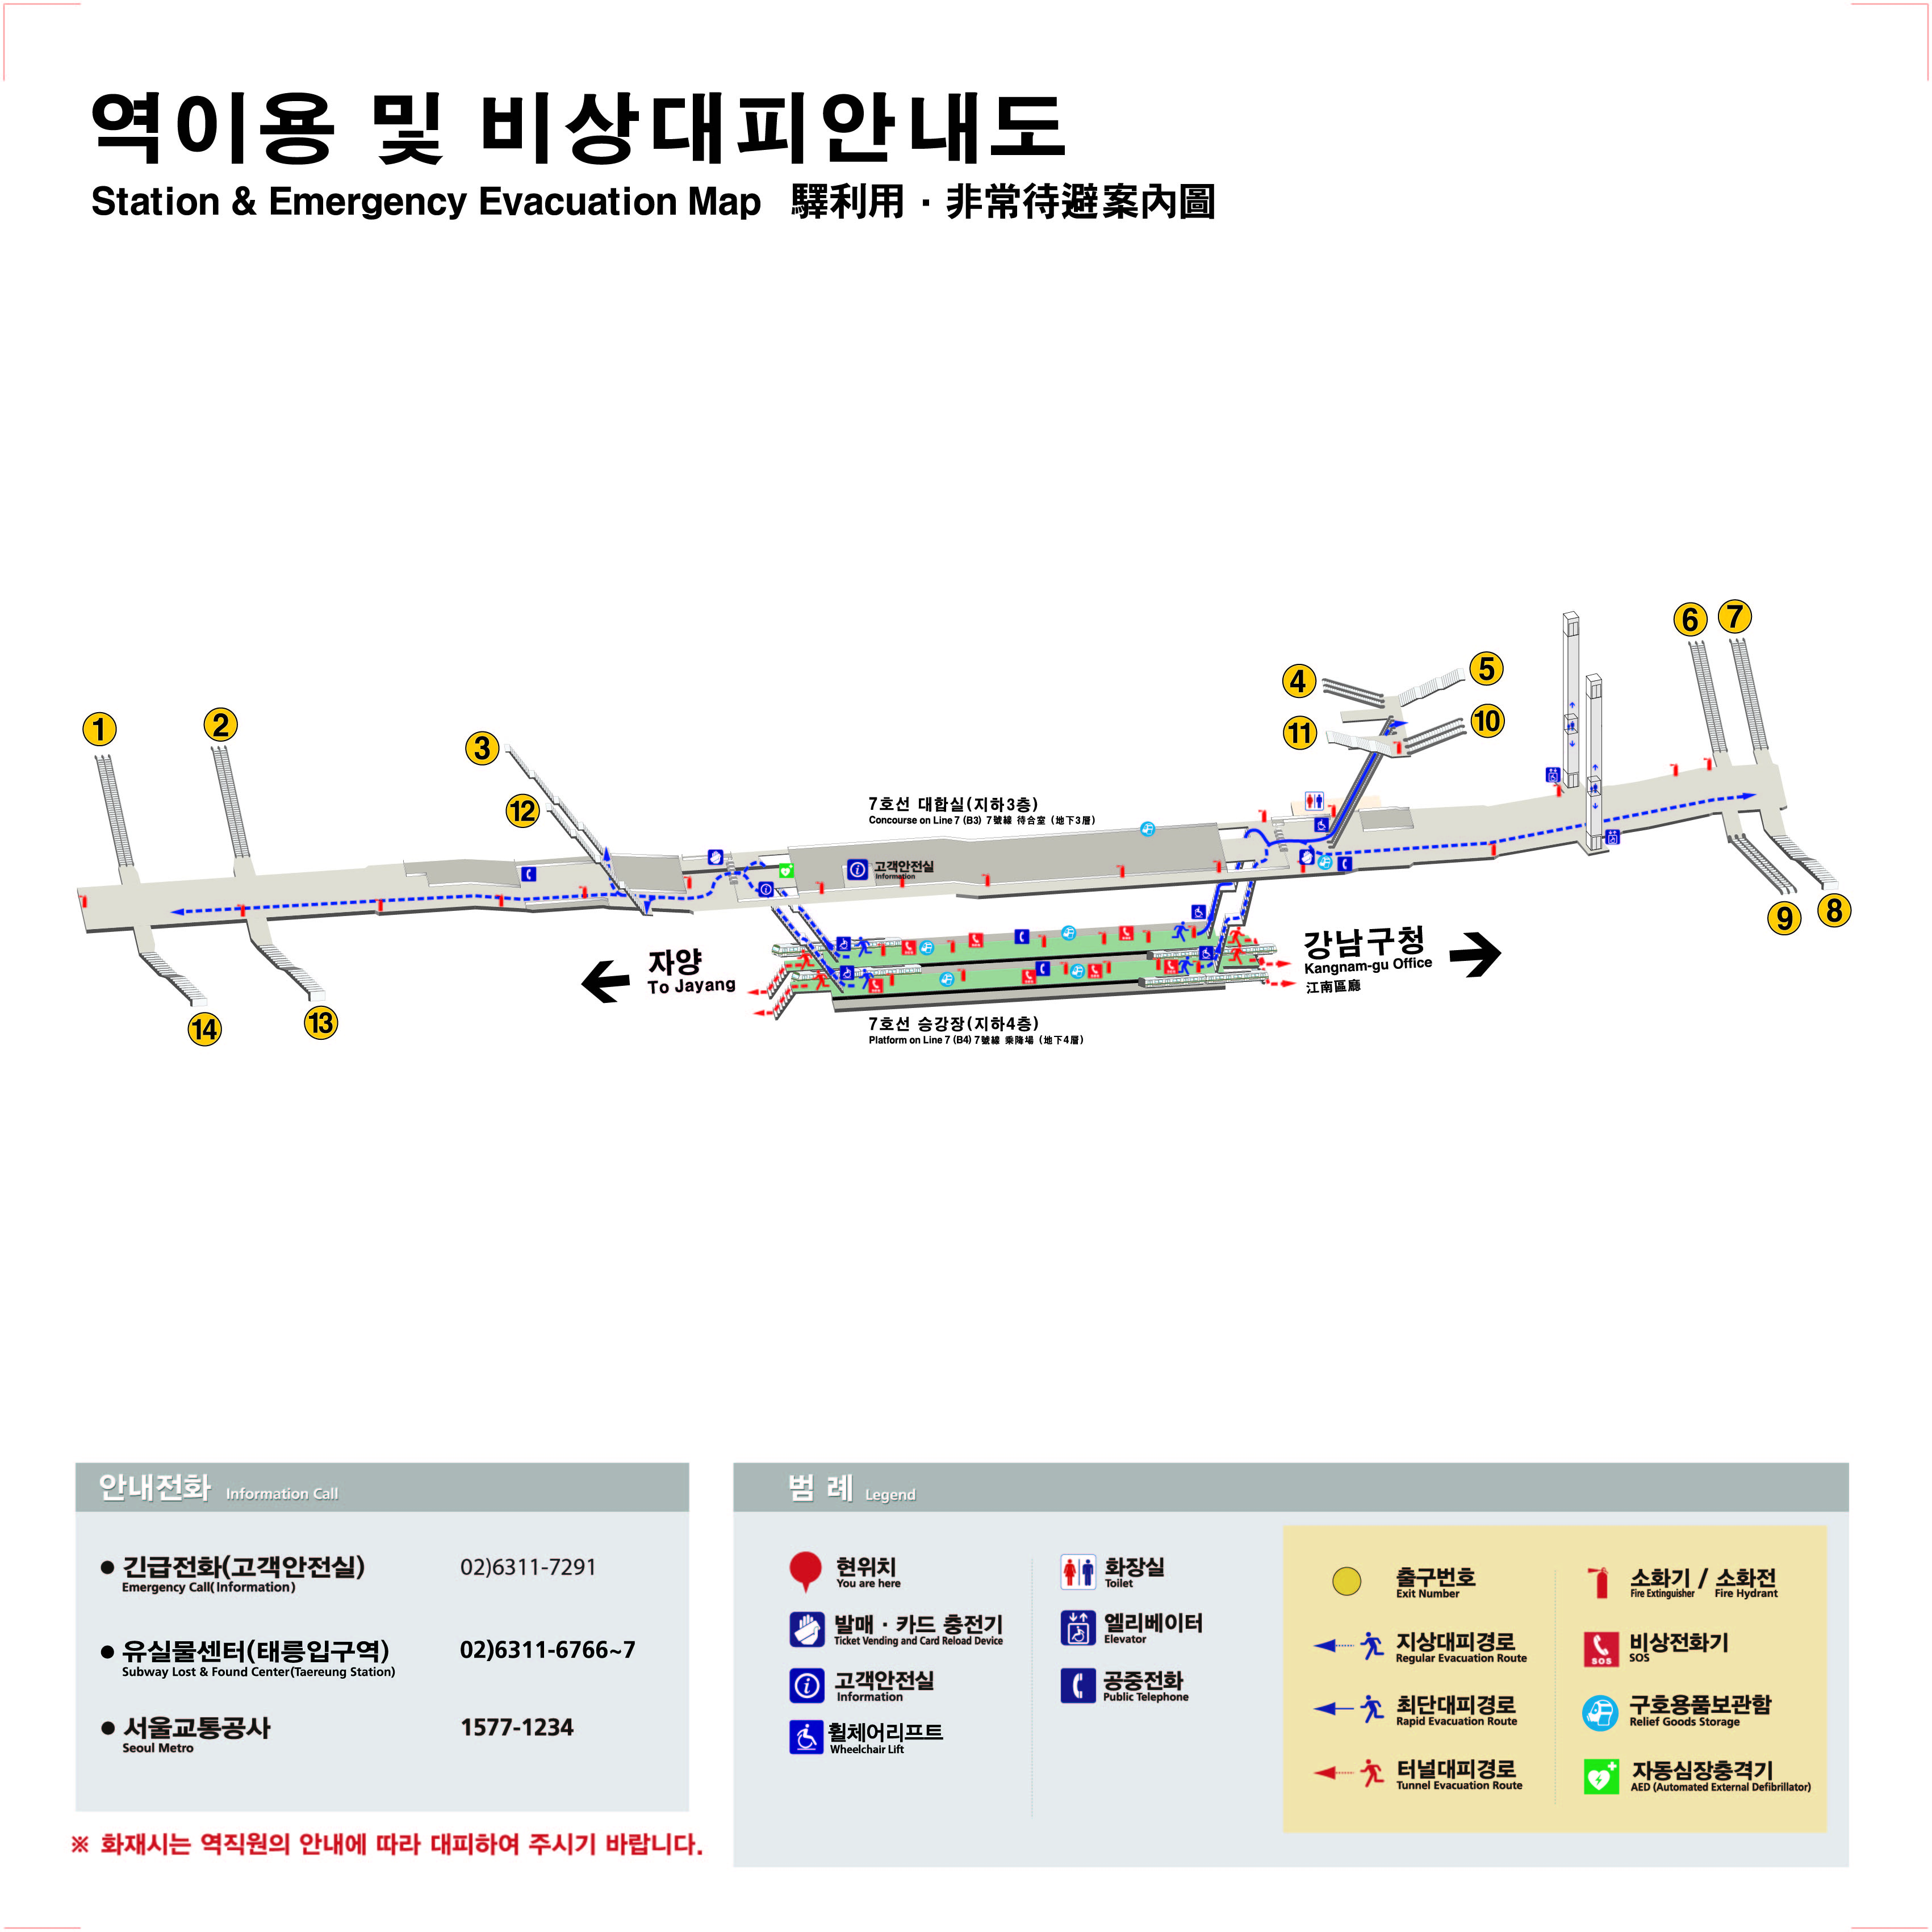 역이용 및 비상대피안내도
Station & Emergency Evacuation Map 驛利用 · 非常待避案內圖
6 7
4 5
11 10
1 2 3
12
7호선 대합실(지하3층)
Concourse on Line 7 (B3) 7號線 待合室 (地下3層)
고객안전실
Information
9 8
자양
To Jayang
강남구청
Kangnam-gu Office
江南區廳
14 13
7호선 승강장(지하4층)
Platform on Line 7 (B4) 7號線 乘降場 (地下4層)
안내전화 Information Call
● 긴급전화(고객안전실) 02)6311-7291
Emergency Call(Information)
● 유실물센터(태릉입구역) 02)6311-6766~7
Subway Lost & Found Center(Taereung Station)
● 서울교통공사 1577-1234
Seoul Metro
※ 화재시는 역직원의 안내에 따라 대피하여 주시기 바랍니다.
범 례 Legend
현위치
You are here
발매 · 카드 충전기
Ticket Vending and Card Reload Device
고객안전실
Information
휠체어리프트
Wheelchair Lift
화장실
Toilet
엘리베이터
Elevator
공중전화
Public Telephone
출구번호
Exit Number
지상대피경로
Regular Evacuation Route
최단대피경로
Rapid Evacuation Route
터널대피경로
Tunnel Evacuation Route
소화기 / 소화전
Fire Extinguisher / Fire Hydrant
SOS
비상전화기
SOS
구호용품보관함
Relief Goods Storage
자동심장충격기
AED (Automated External Defibrillator)